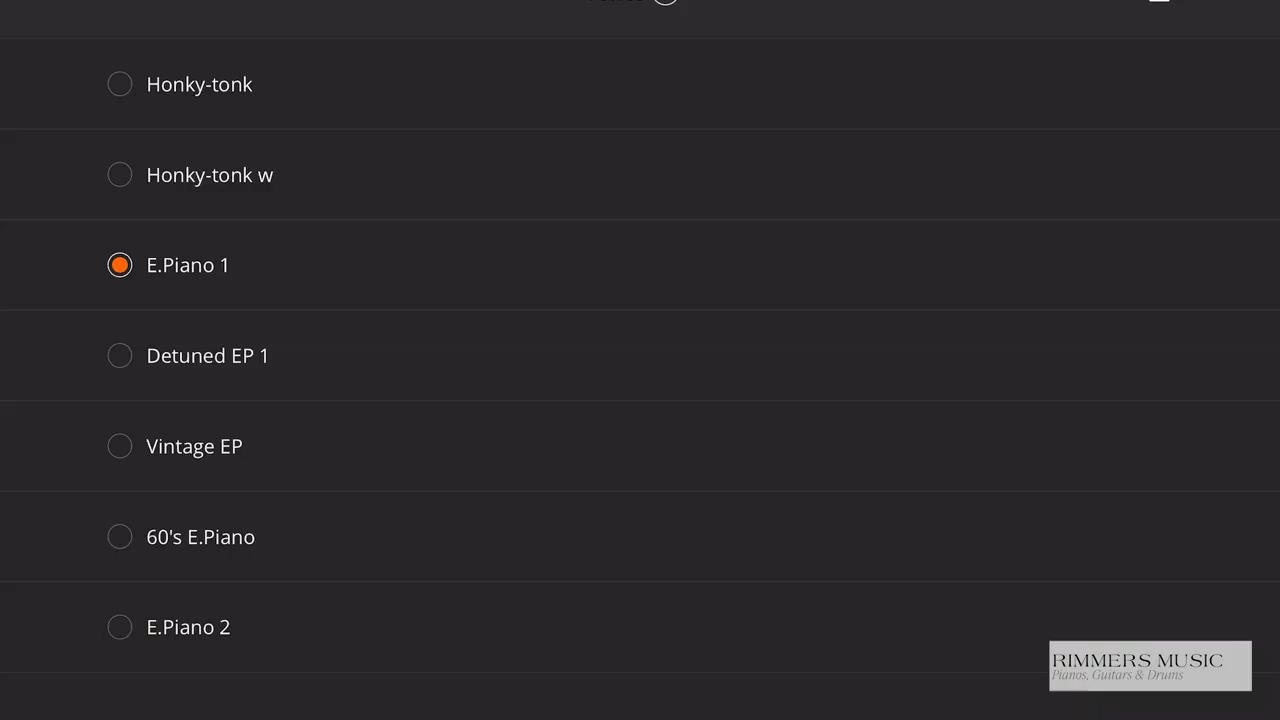 Honky-tonk
Honky-tonk w
E.Piano 1
Detuned EP 1
Vintage EP
60's E.Piano
E.Piano 2
RIMMERS MUSIC
Pianos, Guitars & Drums